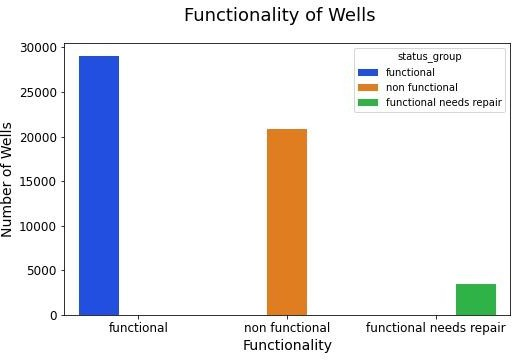 Functionality of Wells
30000
25000
20000
15000
10000
5000
0
Number of Wells
status_group
functional
non functional
functional needs repair
functional
non functional
functional needs repair
Functionality